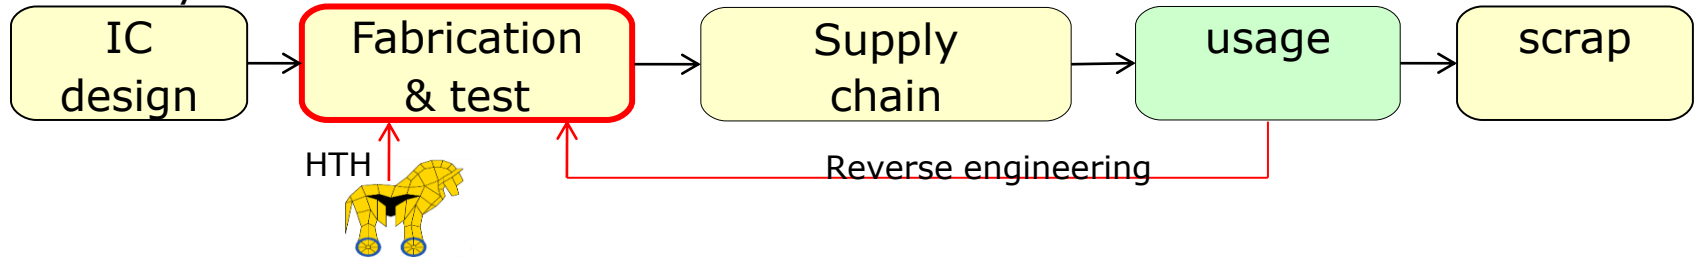 IC
design
Fabrication
& test
Supply
chain
usage
scrap
HTH
Reverse engineering